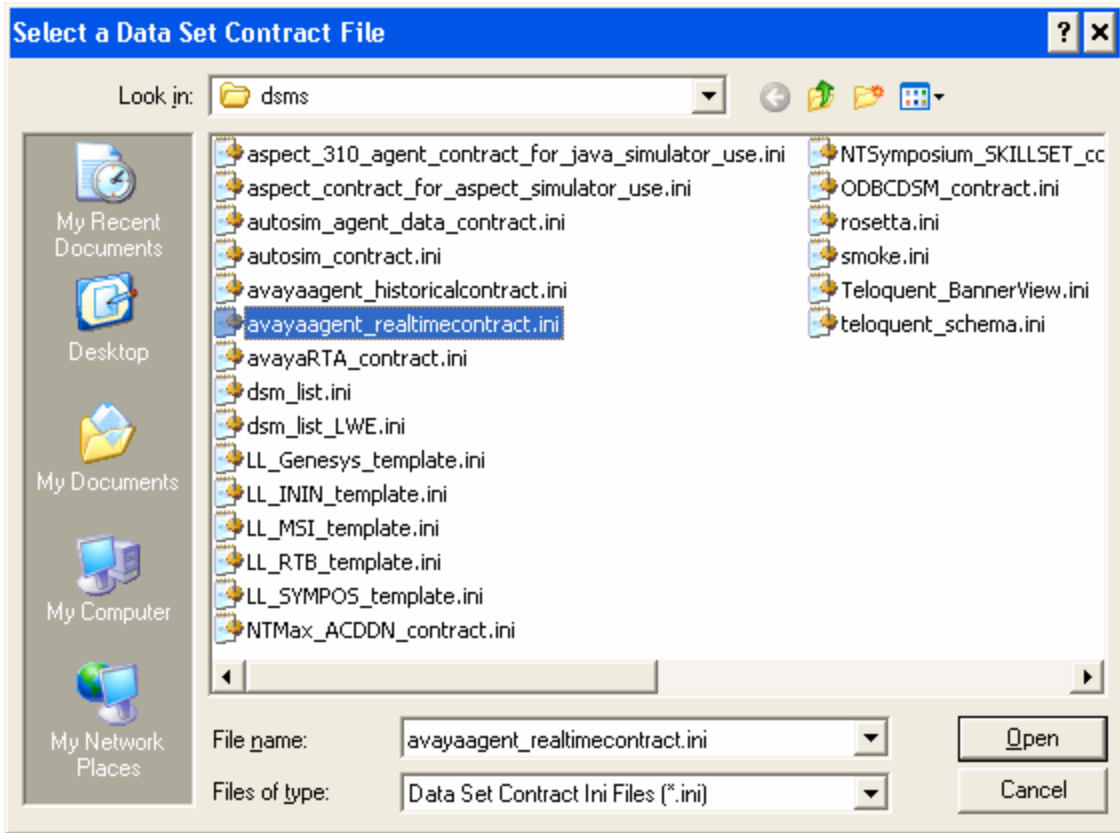 Select a Data Set Contract File
Look in: dsms
aspect_310_agent_contract_for_java_simulator_use.ini
aspect_contract_for_aspect_simulator_use.ini
autosim_agent_data_contract.ini
autosim_contract.ini
avayaagent_historicalcontract.ini
avayaagent_realtimecontract.ini
avayaRTA_contract.ini
dsm_list.ini
dsm_list_LWE.ini
LL_Genesys_template.ini
LL_ININ_template.ini
LL_MSI_template.ini
LL_RTB_template.ini
LL_SYMPOS_template.ini
NTMax_ACDDN_contract.ini
NTSymposium_SKILLSET_cc
ODBCDSM_contract.ini
rosetta.ini
smoke.ini
Teloquent_BannerView.ini
teloquent_schema.ini
My Recent
Documents
Desktop
My Documents
My Computer
My Network
Places
File name: avayaagent_realtimecontract.ini Open
Files of type: Data Set Contract Ini Files (*.ini) Cancel